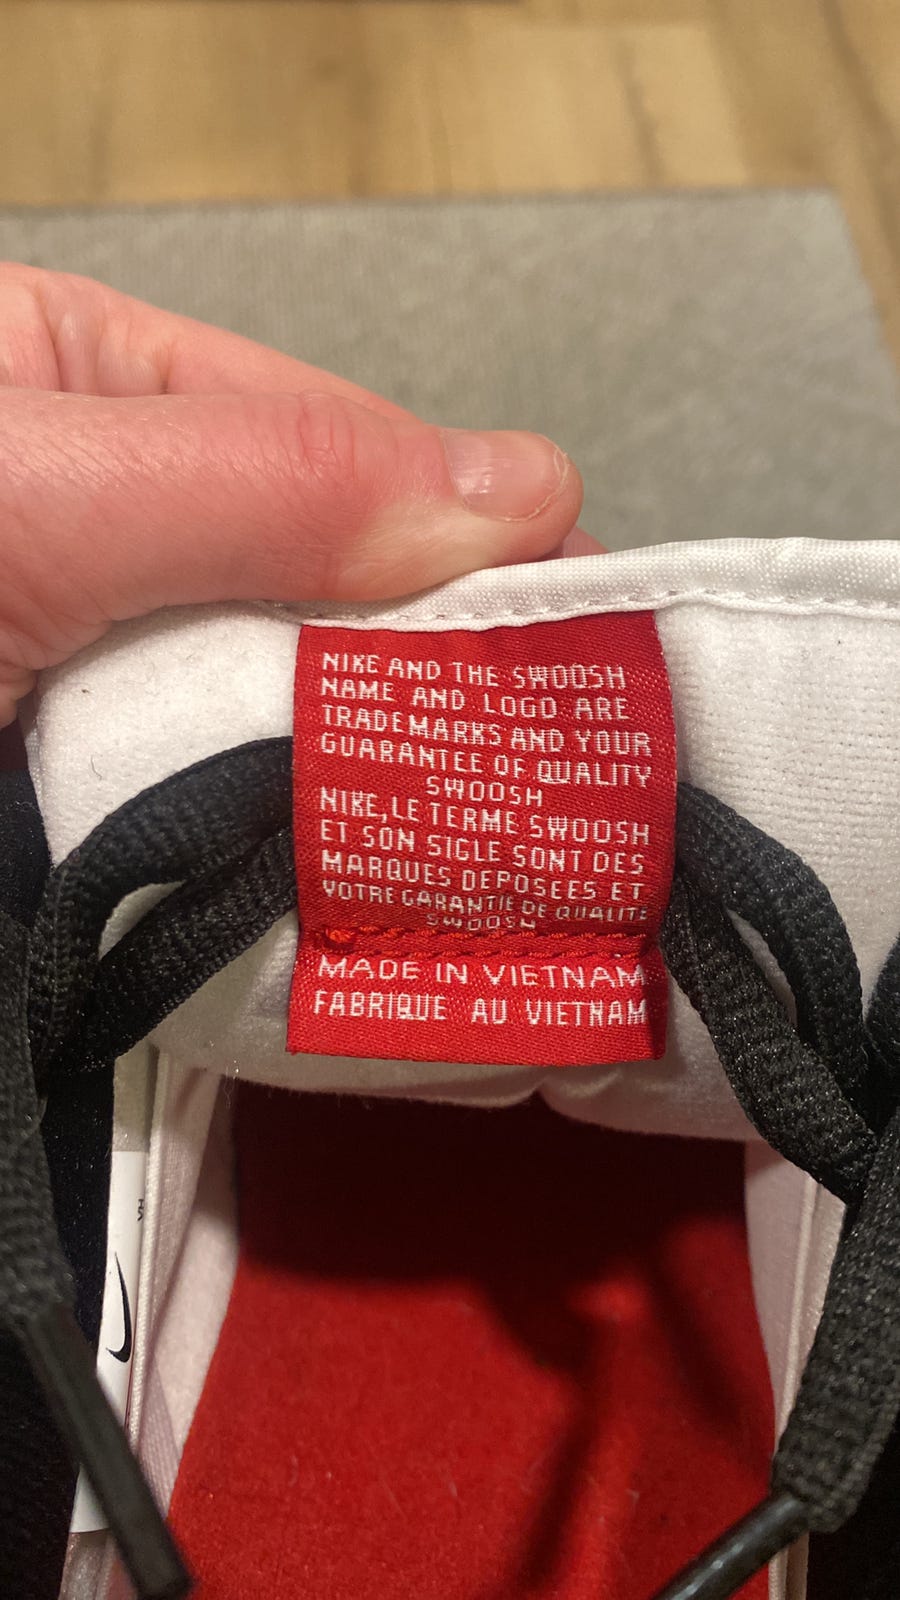 NIKE AND THE SWOOSH
NAME AND LOGO ARE
TRADEMARKS AND YOUR
GUARANTEE OF QUALITY
SWOOSH
NIKE, LE TERME SWOOSH
ET SON SIGLE SONT DES
MARQUES DEPOSEES ET
VOTRE GARANTIE DE QUALITE
SWOOSH
MADE IN VIETNAM
FABRIQUE AU VIETNAM